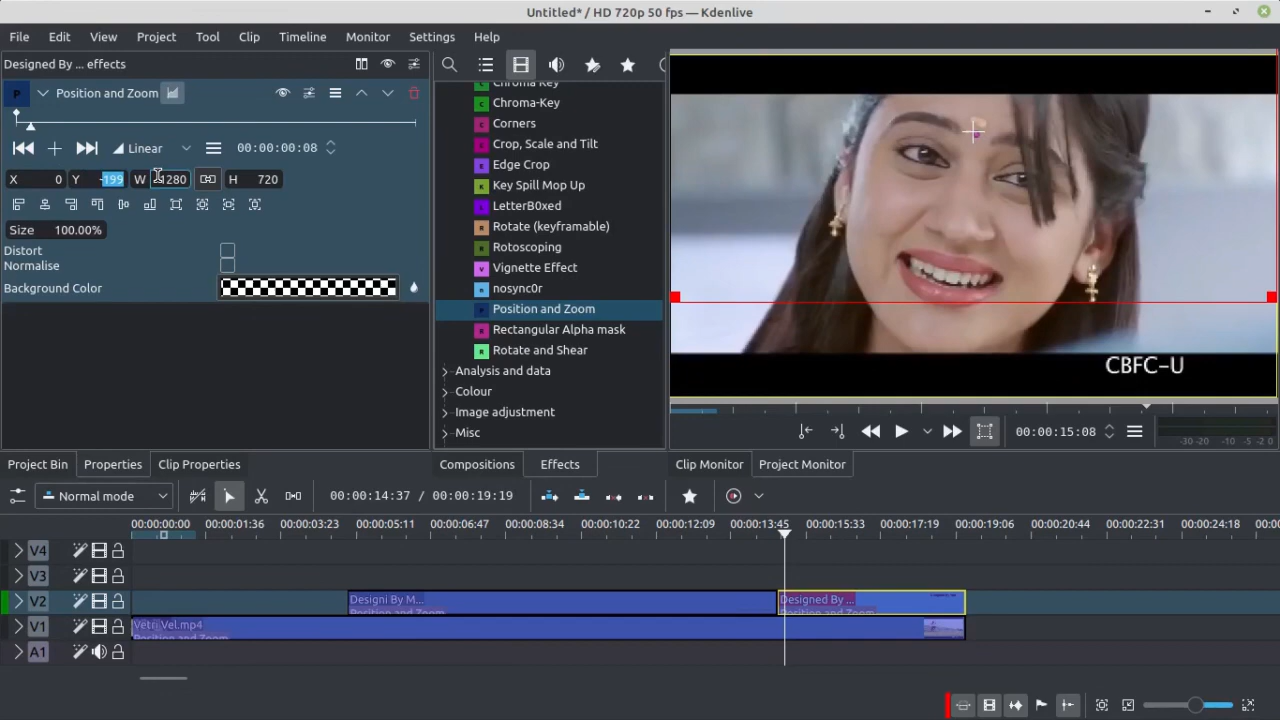 Untitled* / HD 720p 50 fps — Kdenlive
File Edit View Project Tool Clip Timeline Monitor Settings Help
Designed By ... effects
P Position and Zoom
Linear 00:00:00:08
X 0 Y -199 W 1280 H 720
Size 100.00%
Distort
Normalise
Background Color
Chroma Key
Chroma-Key
Corners
Crop, Scale and Tilt
Edge Crop
Key Spill Mop Up
LetterB0xed
Rotate (keyframable)
Rotoscoping
Vignette Effect
nosync0r
Position and Zoom
Rectangular Alpha mask
Rotate and Shear
Analysis and data
Colour
Image adjustment
Misc
CBFC-U
00:00:15:08
-30 -20 -10 -5 -2 0
Project Bin Properties Clip Properties
Compositions Effects
Clip Monitor Project Monitor
Normal mode 00:00:14:37 / 00:00:19:19
00:00:00:00 00:00:01:36 00:00:03:23 00:00:05:11 00:00:06:47 00:00:08:34 00:00:10:22 00:00:12:09 00:00:13:45 00:00:15:33 00:00:17:19 00:00:19:06 00:00:20:44 00:00:22:31 00:00:24:18 00:00:2
V4
V3
V2 Designi By M... Designed By ...
Position and Zoom Position and Zoom
V1 Vetri Vel.mp4
Position and Zoom
A1